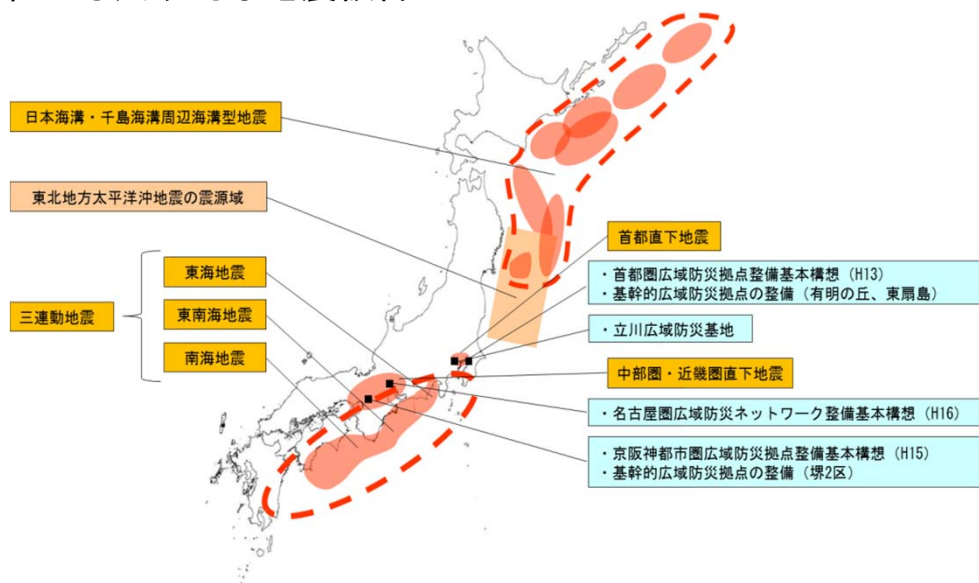 日本海溝・千島海溝周辺海溝型地震
東北地方太平洋沖地震の震源域
三連動地震
東海地震
東南海地震
南海地震
首都直下地震
・首都圏広域防災拠点整備基本構想（H13）
・基幹的広域防災拠点の整備（有明の丘、東扇島）
・立川広域防災基地
中部圏・近畿圏直下地震
・名古屋圏広域防災ネットワーク整備基本構想（H16）
・京阪神都市圏広域防災拠点整備基本構想（H15）
・基幹的広域防災拠点の整備（堺2区）